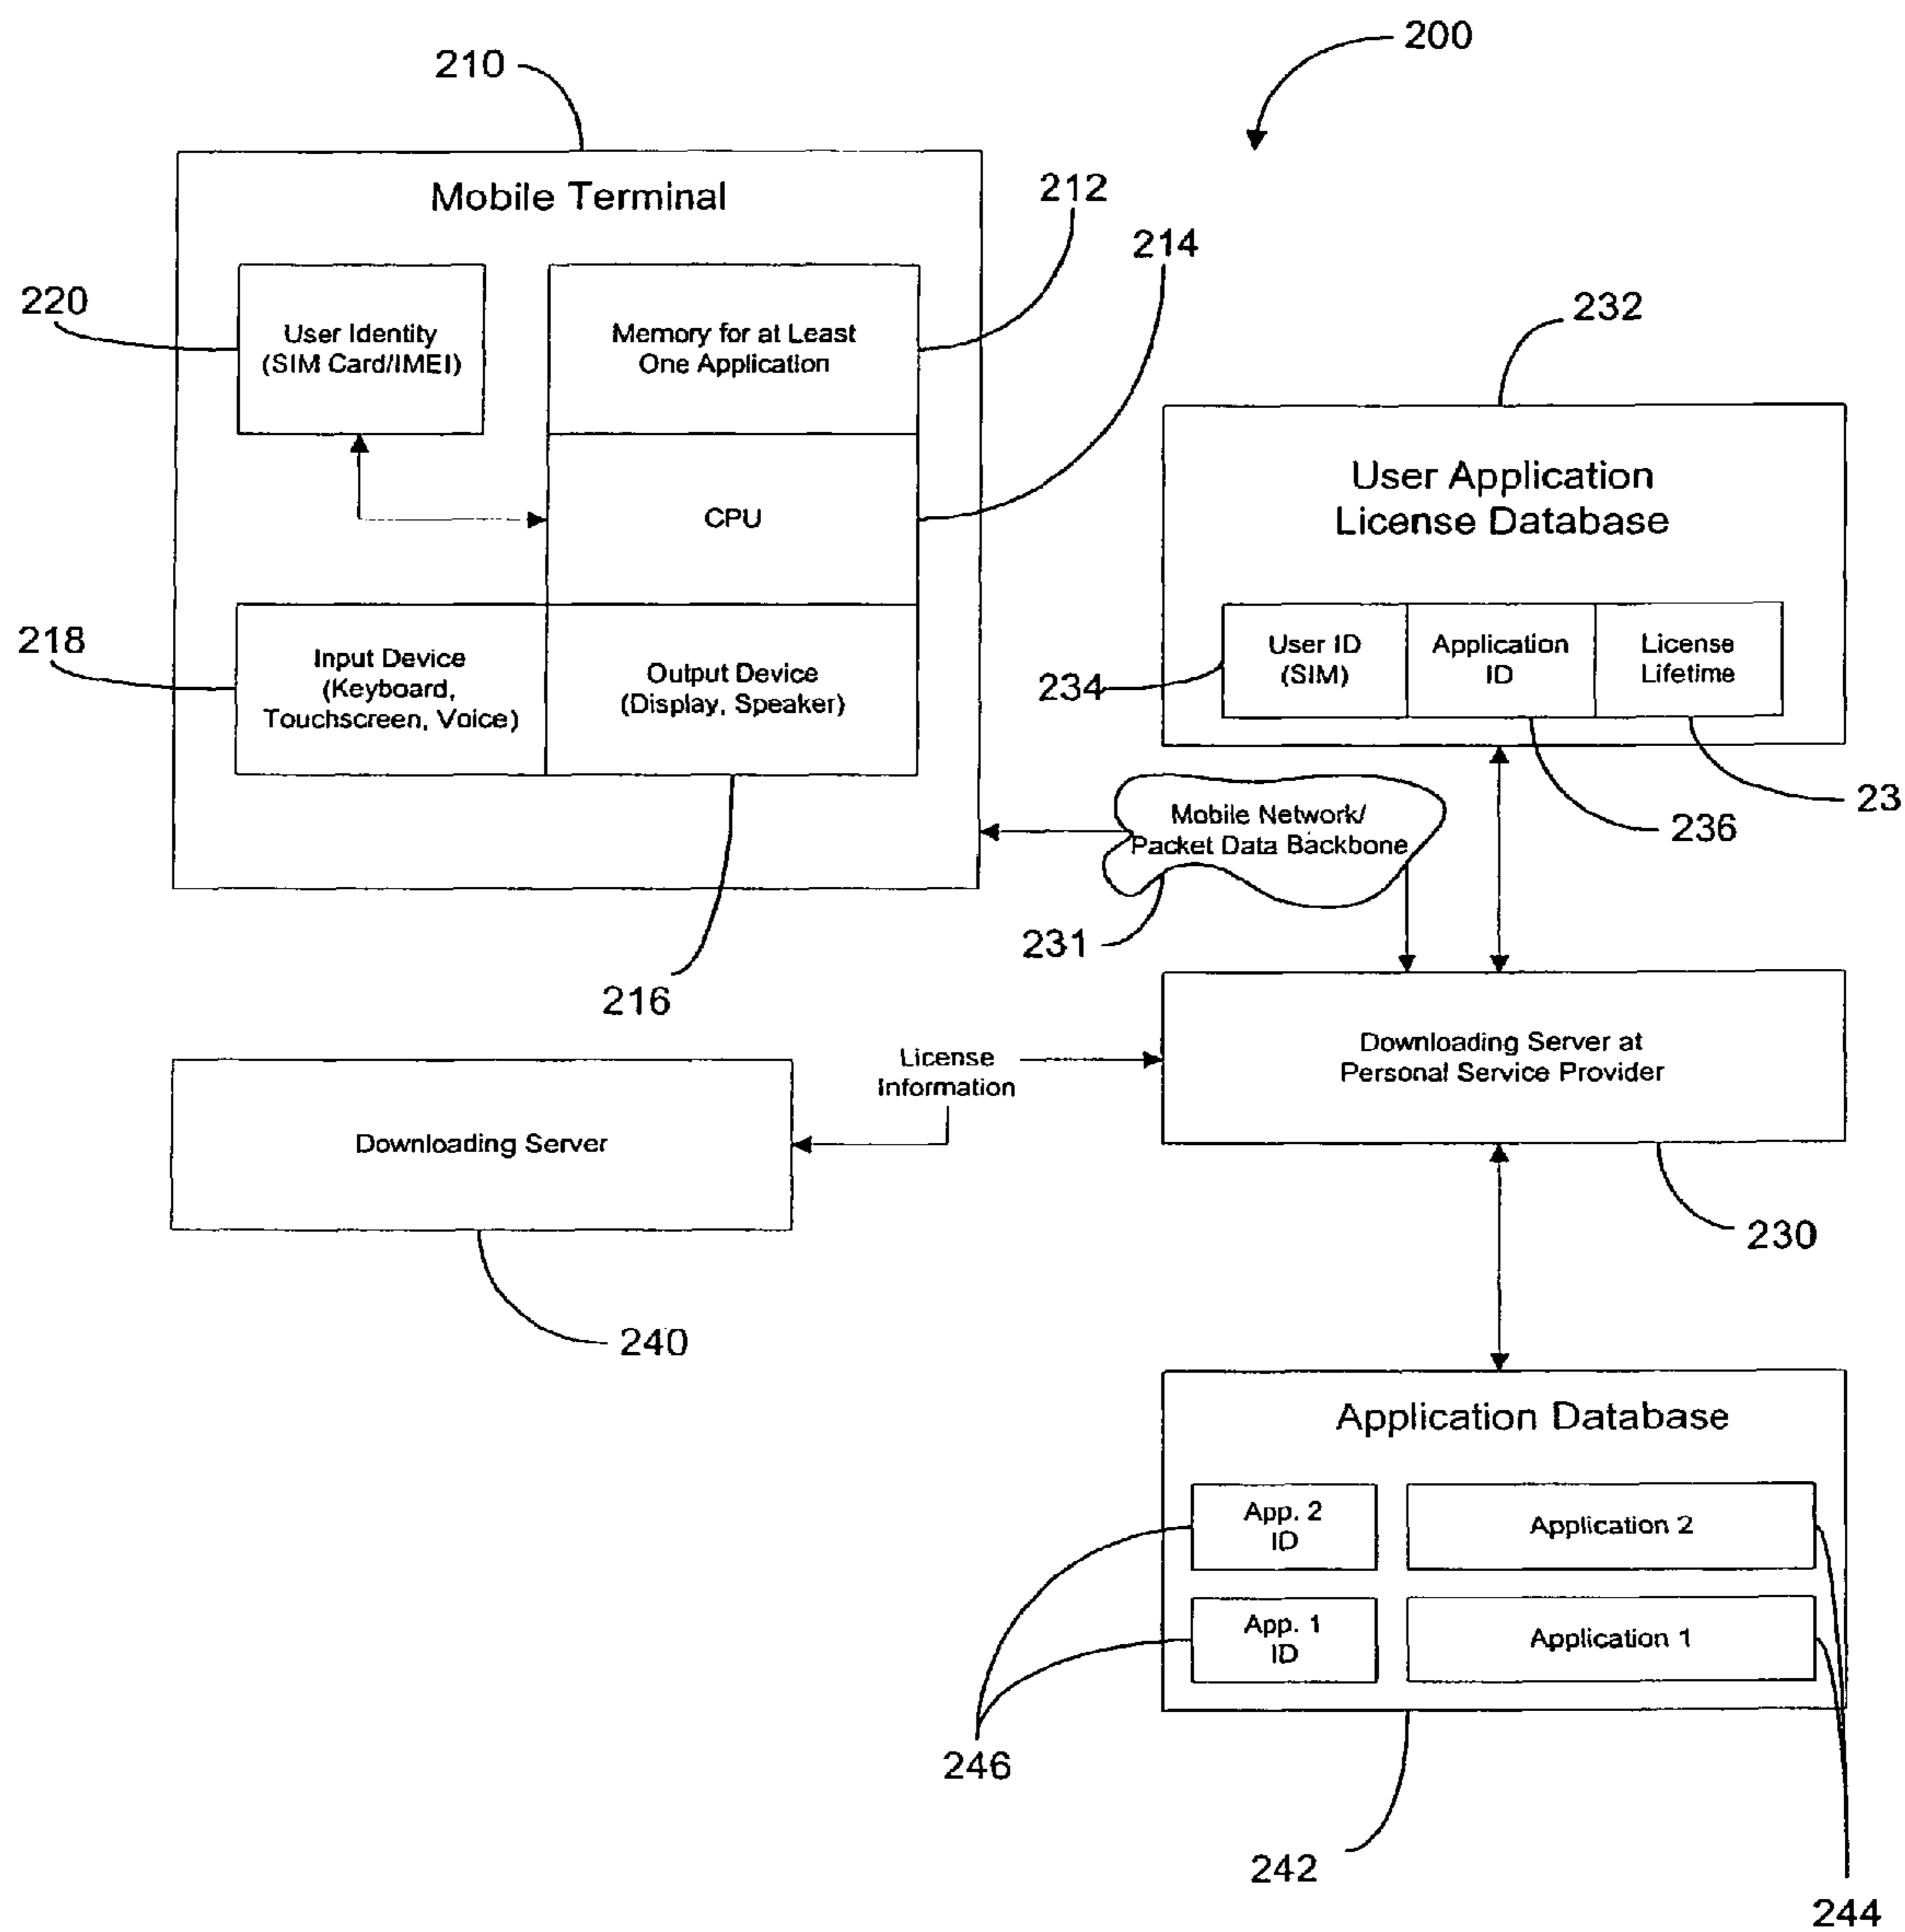 200
210
Mobile Terminal
212
214
220
User Identity
(SIM Card/IMEI)
Memory for at Least
One Application
CPU
218
Input Device
(Keyboard,
Touchscreen, Voice)
Output Device
(Display, Speaker)
216
232
User Application
License Database
234
User ID
(SIM)
Application
ID
License
Lifetime
23
236
Mobile Network/
Packet Data Backbone
231
Downloading Server at
Personal Service Provider
230
License
Information
Downloading Server
240
Application Database
App. 2
ID
Application 2
App. 1
ID
Application 1
246
242
244